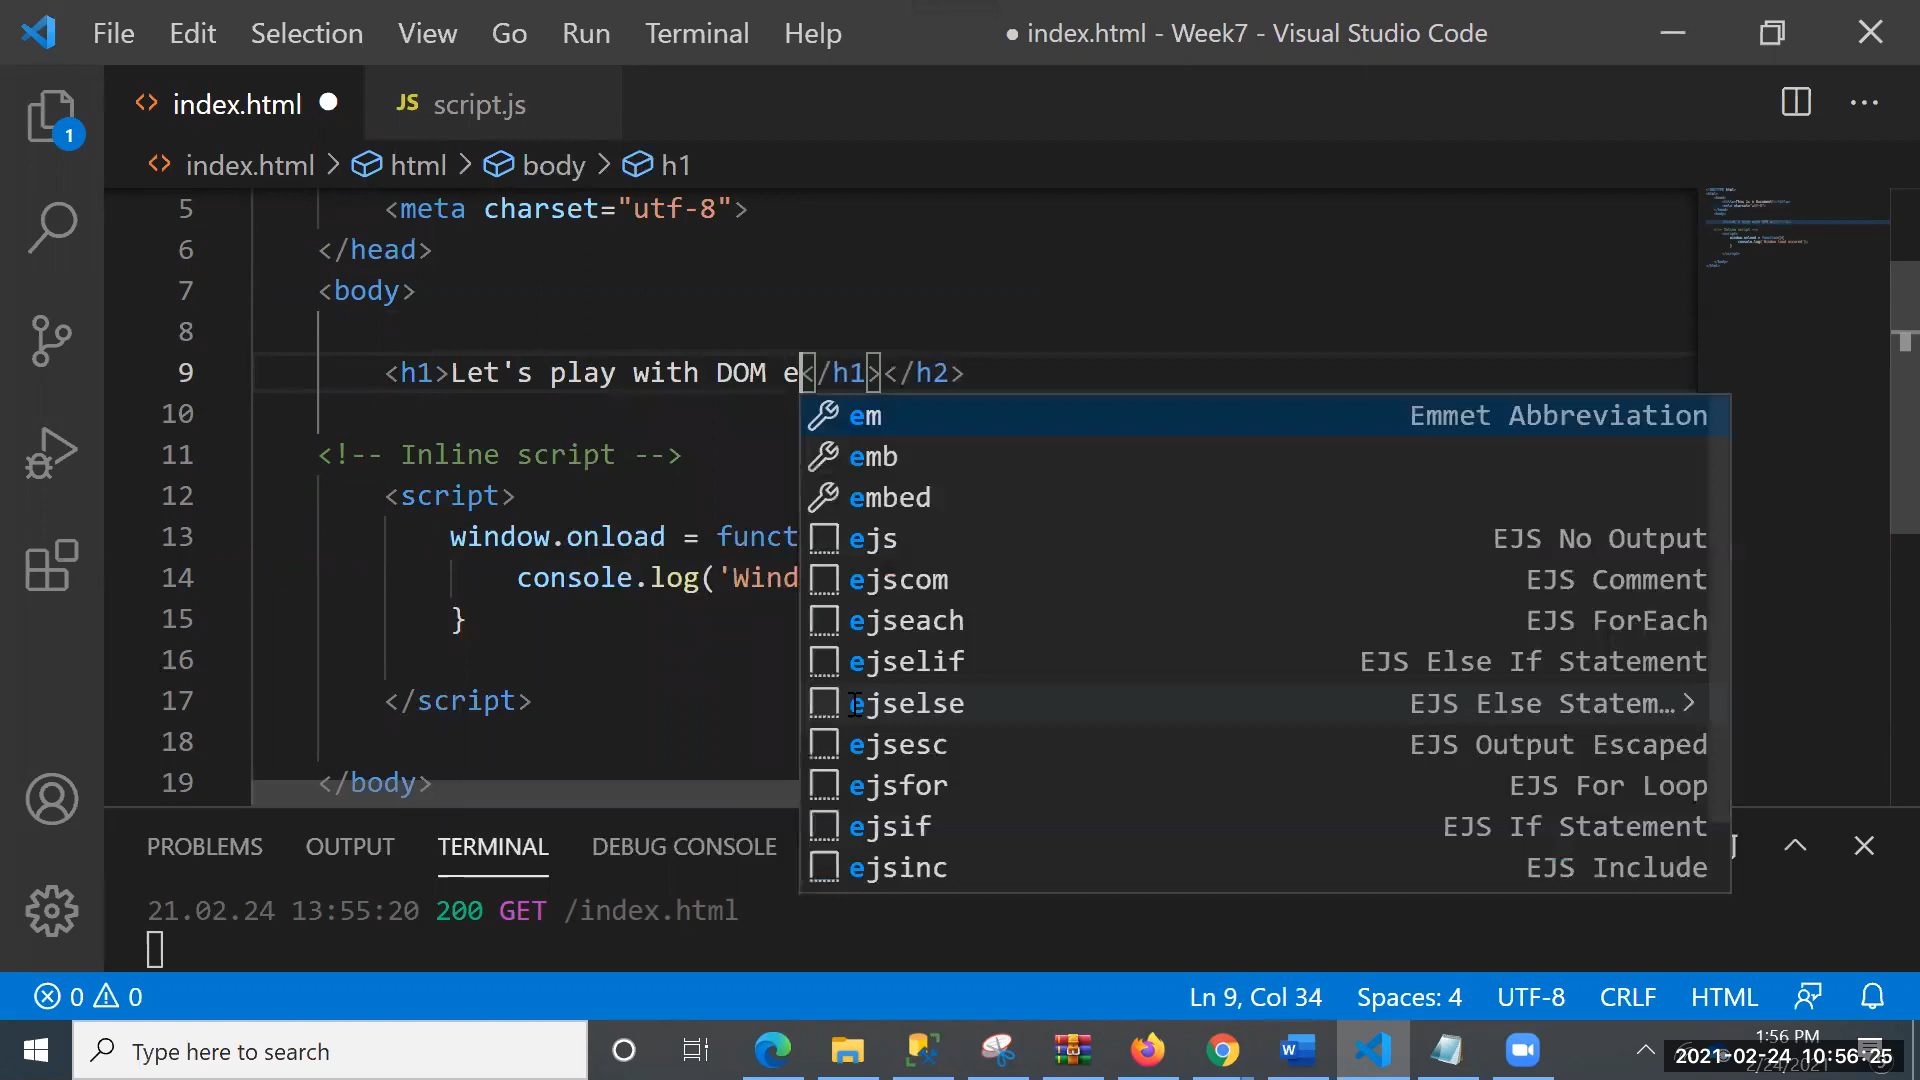 File Edit Selection View Go Run Terminal Help ● index.html - Week7 - Visual Studio Code
index.html ● JS script.js
index.html > html > body > h1
5 <meta charset="utf-8">
6 </head>
7 <body>
8
9 <h1>Let's play with DOM e</h1></h2>
10
11 <!-- Inline script -->
12 <script>
13 window.onload = funct
14 console.log('Wind
15 }
16
17 </script>
18
19 </body>
em Emmet Abbreviation
emb
embed
ejs EJS No Output
ejscom EJS Comment
ejseach EJS ForEach
ejselif EJS Else If Statement
ejselse EJS Else Statem… >
ejsesc EJS Output Escaped
ejsfor EJS For Loop
ejsif EJS If Statement
ejsinc EJS Include
1
PROBLEMS OUTPUT TERMINAL DEBUG CONSOLE
21.02.24 13:55:20 200 GET /index.html
0 0 Ln 9, Col 34 Spaces: 4 UTF-8 CRLF HTML
Type here to search
1:56 PM
2021-02-24 10:56:25